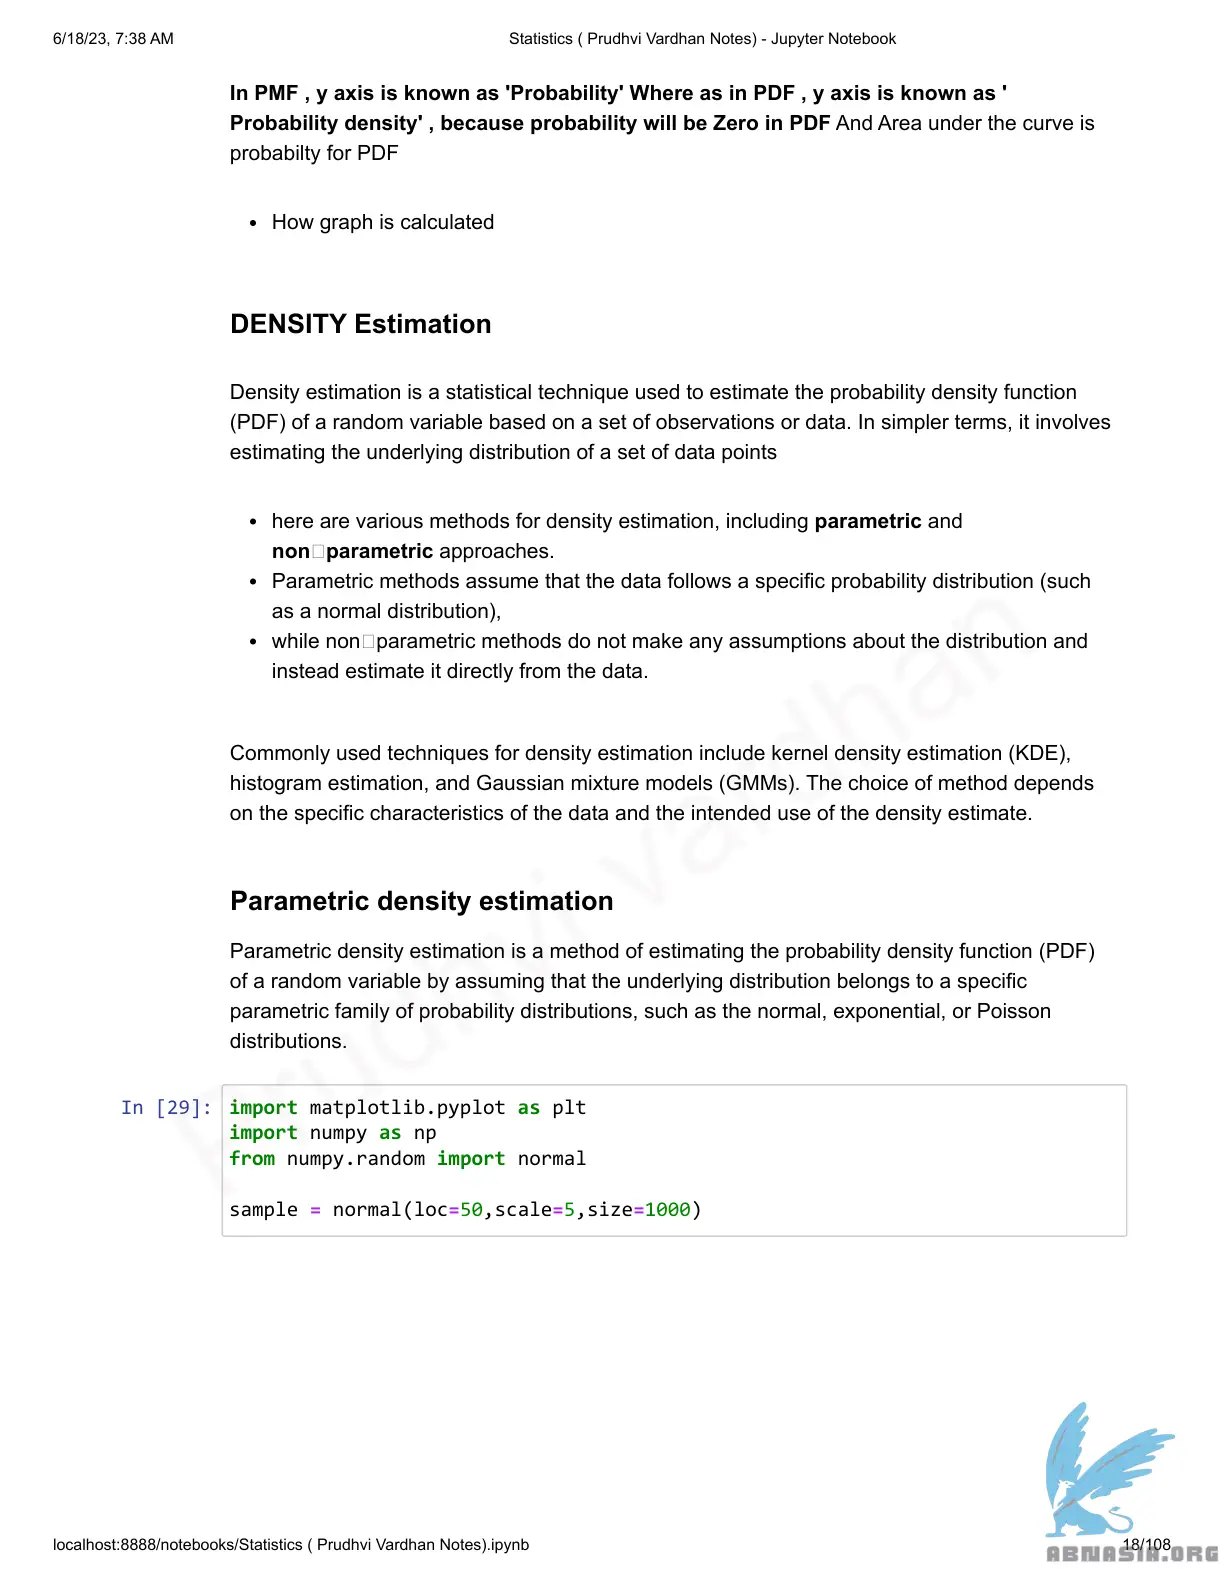 6/18/23, 7:38 AM
Statistics ( Prudhvi Vardhan Notes) - Jupyter Notebook
In PMF , y axis is known as 'Probability' Where as in PDF , y axis is known as '
Probability density' , because probability will be Zero in PDF And Area under the curve is
probabilty for PDF
• How graph is calculated
DENSITY Estimation
Density estimation is a statistical technique used to estimate the probability density function
(PDF) of a random variable based on a set of observations or data. In simpler terms, it involves
estimating the underlying distribution of a set of data points
• here are various methods for density estimation, including parametric and
non□parametric approaches.
• Parametric methods assume that the data follows a specific probability distribution (such
as a normal distribution),
• while non□parametric methods do not make any assumptions about the distribution and
instead estimate it directly from the data.
Commonly used techniques for density estimation include kernel density estimation (KDE),
histogram estimation, and Gaussian mixture models (GMMs). The choice of method depends
on the specific characteristics of the data and the intended use of the density estimate.
Parametric density estimation
Parametric density estimation is a method of estimating the probability density function (PDF)
of a random variable by assuming that the underlying distribution belongs to a specific
parametric family of probability distributions, such as the normal, exponential, or Poisson
distributions.
In [29]: import matplotlib.pyplot as plt
import numpy as np
from numpy.random import normal
sample = normal(loc=50,scale=5,size=1000)
Prudhvi Vardhan
localhost:8888/notebooks/Statistics ( Prudhvi Vardhan Notes).ipynb
18/108
ABNASIA.ORG